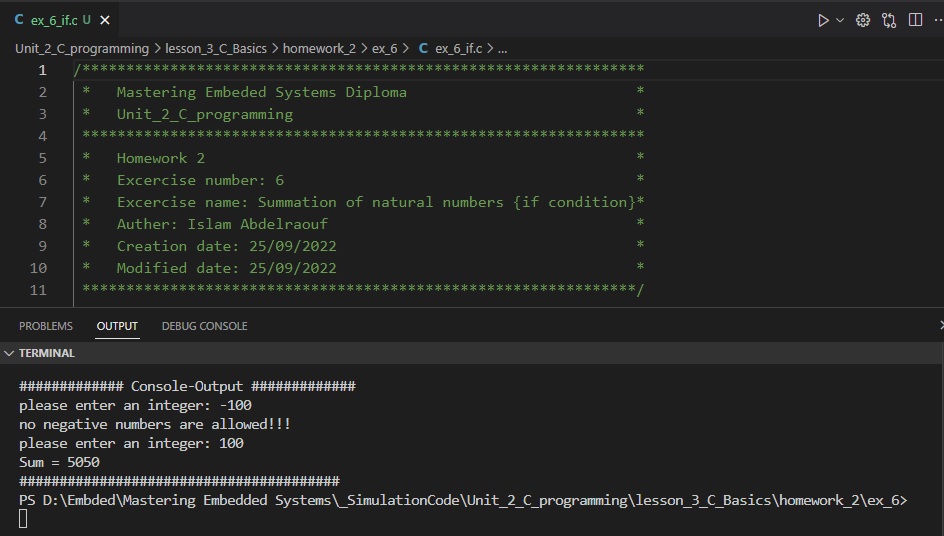 C ex_6_if.c U ×
Unit_2_C_programming > lesson_3_C_Basics > homework_2 > ex_6 > C ex_6_if.c > ...
1 /****************************************************************
2 *   Mastering Embeded Systems Diploma                          *
3 *   Unit_2_C_programming                                       *
4 ****************************************************************
5 *   Homework 2                                                 *
6 *   Excercise number: 6                                        *
7 *   Excercise name: Summation of natural numbers {if condition}*
8 *   Auther: Islam Abdelraouf                                   *
9 *   Creation date: 25/09/2022                                  *
10 *   Modified date: 25/09/2022                                  *
11 ***************************************************************/
PROBLEMS OUTPUT DEBUG CONSOLE
TERMINAL
############# Console-Output #############
please enter an integer: -100
no negative numbers are allowed!!!
please enter an integer: 100
Sum = 5050
########################################
PS D:\Embded\Mastering Embedded Systems\_SimulationCode\Unit_2_C_programming\lesson_3_C_Basics\homework_2\ex_6>